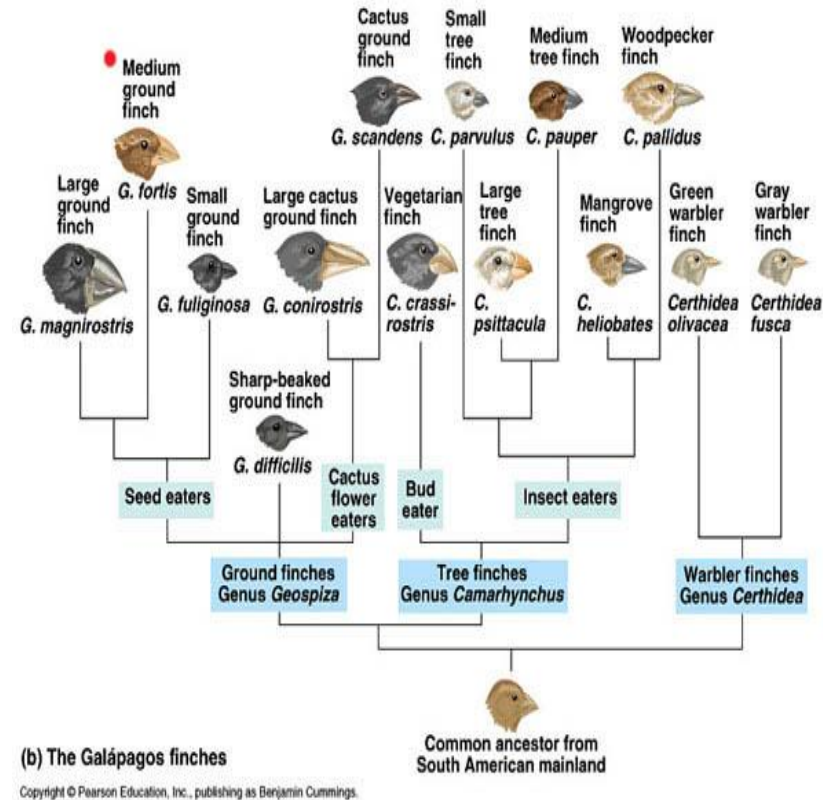 Cactus
ground
finch
G. scandens
Small
tree
finch
C. parvulus
Medium
tree finch
C. pauper
Woodpecker
finch
C. pallidus
Medium
ground
finch
G. fortis
Large
ground
finch
G. magnirostris
Small
ground
finch
G. fuliginosa
Large cactus
ground finch
G. conirostris
Vegetarian
finch
C. crassi-
rostris
Large
tree
finch
C.
psittacula
Mangrove
finch
C.
heliobates
Green
warbler
finch
Certhidea
olivacea
Gray
warbler
finch
Certhidea
fusca
Sharp-beaked
ground finch
G. difficilis
Seed eaters
Cactus
flower
eaters
Bud
eater
Insect eaters
Ground finches
Genus Geospiza
Tree finches
Genus Camarhynchus
Warbler finches
Genus Certhidea
Common ancestor from
South American mainland
(b) The Galápagos finches
Copyright © Pearson Education, Inc., publishing as Benjamin Cummings.